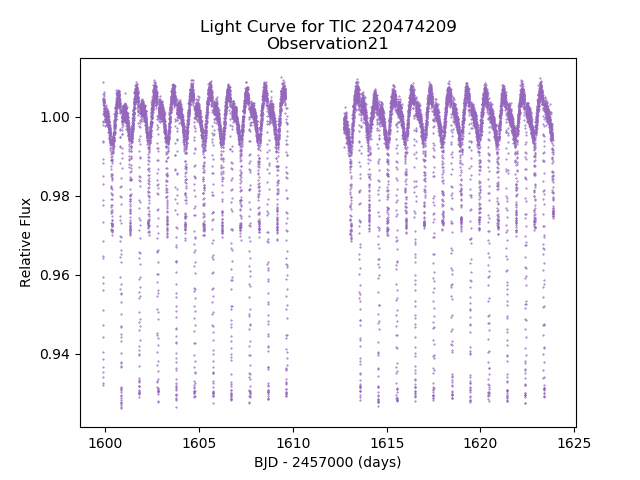 Light Curve for TIC 220474209
Observation21
1.00
0.98
0.96
0.94
Relative Flux
1600
1605
1610
1615
1620
1625
BJD - 2457000 (days)